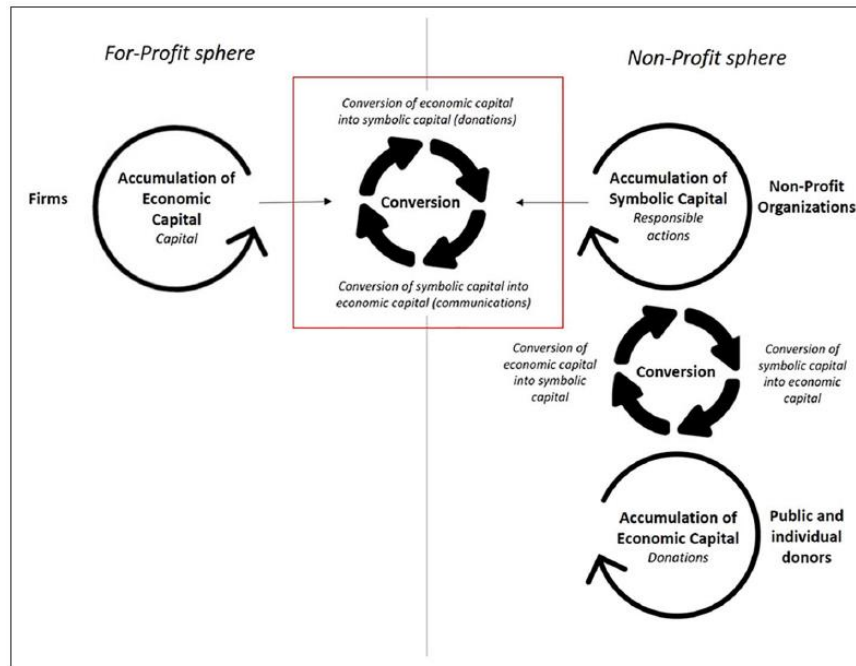 For-Profit sphere
Non-Profit sphere
Conversion of economic capital
into symbolic capital (donations)
Firms
Accumulation of
Economic
Capital
Capital
Conversion
Accumulation of
Symbolic Capital
Responsible
actions
Non-Profit
Organizations
Conversion of symbolic capital into
economic capital (communications)
Conversion of
economic capital
into symbolic
capital
Conversion
Conversion of
symbolic capital
into economic
capital
Accumulation of
Economic Capital
Donations
Public and
individual
donors